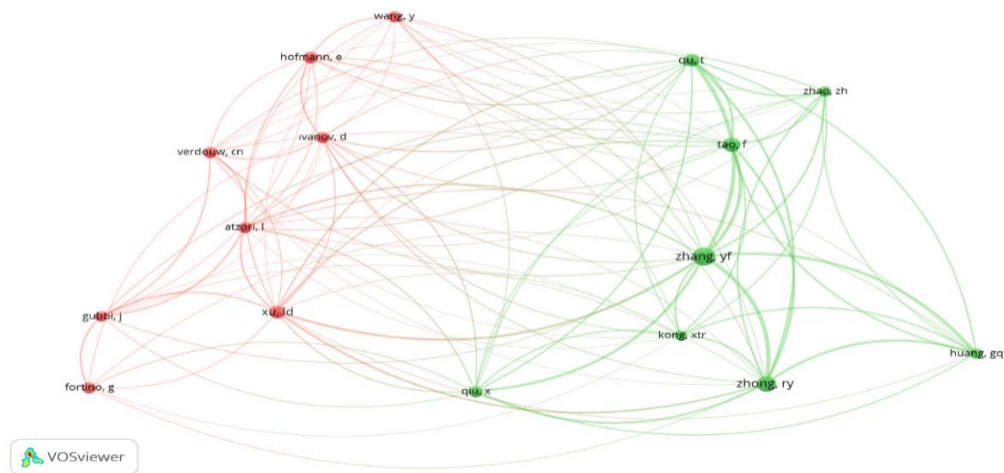 wang, y
hofmann, e
qu, t
zhao, zh
ivanov, d
tao, f
verdouw, cn
atzori, l
zhang, yf
xu, ld
gubbi, j
kong, xtr
huang, gq
zhong, ry
fortino, g
qiu, x
VOSviewer